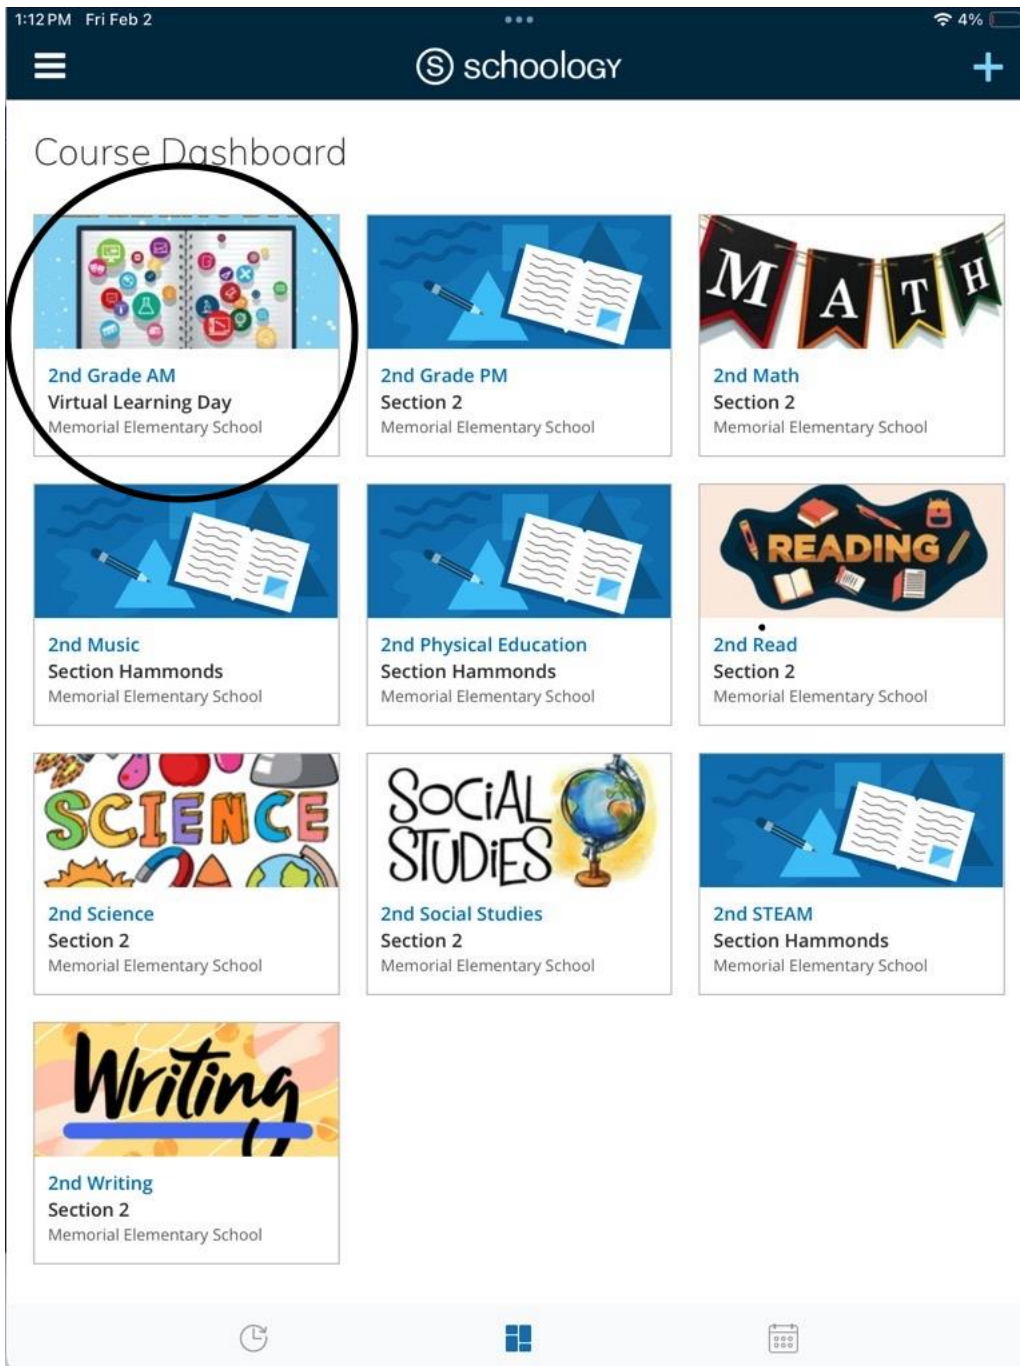 1:12 PM Fri Feb 2
4%
S schoology
Course Dashboard
2nd Grade AM
Virtual Learning Day
Memorial Elementary School
2nd Grade PM
Section 2
Memorial Elementary School
MATH
2nd Math
Section 2
Memorial Elementary School
2nd Music
Section Hammonds
Memorial Elementary School
2nd Physical Education
Section Hammonds
Memorial Elementary School
READING
2nd Read
Section 2
Memorial Elementary School
SCIENCE
2nd Science
Section 2
Memorial Elementary School
SOCiAL
STUDiES
2nd Social Studies
Section 2
Memorial Elementary School
2nd STEAM
Section Hammonds
Memorial Elementary School
Writing
2nd Writing
Section 2
Memorial Elementary School